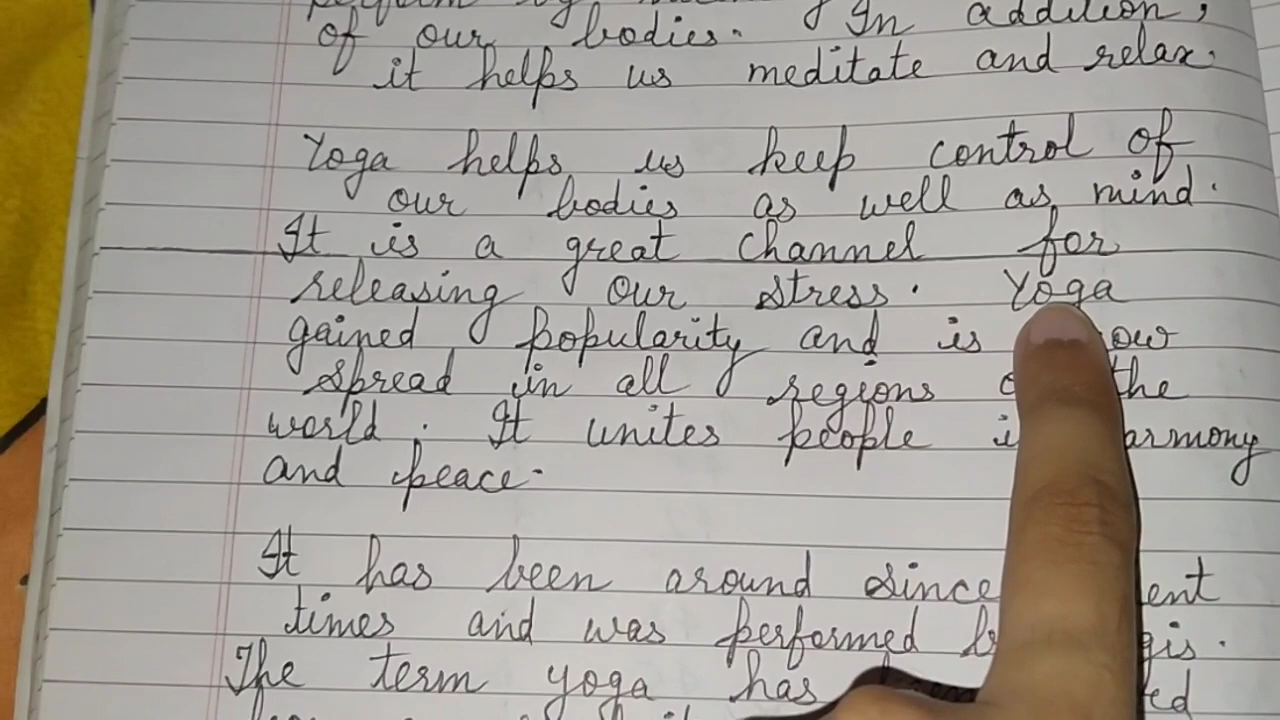 of our bodies. In addition,
it helps us meditate and relax.
Yoga helps us keep control of
our bodies as well as mind.
It is a great channel for
releasing our stress. Yoga
gained popularity and is
spread in all regions the
world. It unites people
and peace.
It has been around since
times and was performed
The term yoga has